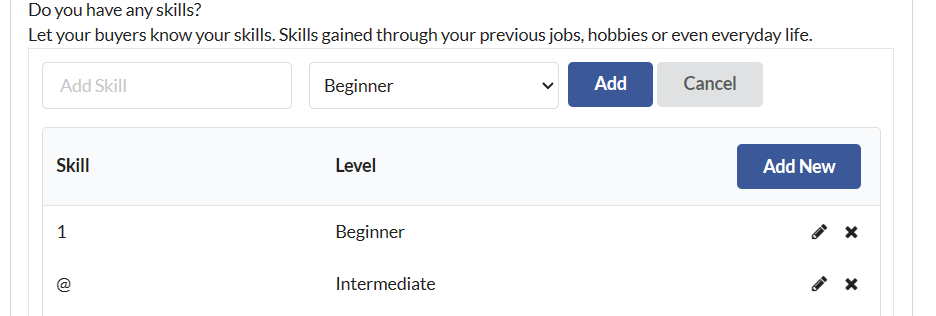 Do you have any skills?
Let your buyers know your skills. Skills gained through your previous jobs, hobbies or even everyday life.
Add Skill Beginner Add Cancel
Skill Level Add New
1 Beginner
@ Intermediate